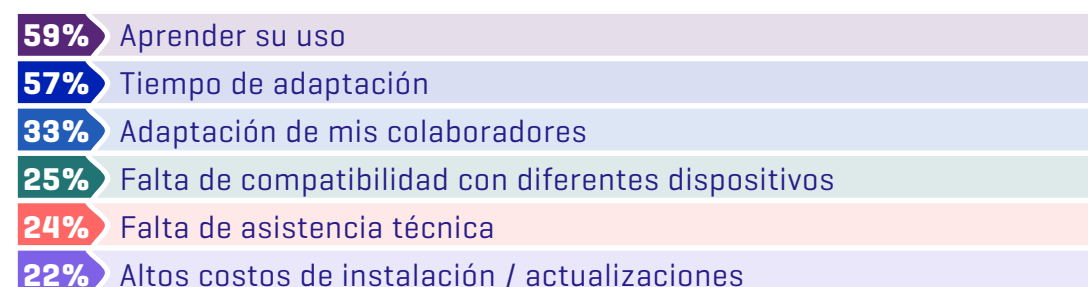 59% Aprender su uso
57% Tiempo de adaptación
33% Adaptación de mis colaboradores
25% Falta de compatibilidad con diferentes dispositivos
24% Falta de asistencia técnica
22% Altos costos de instalación / actualizaciones